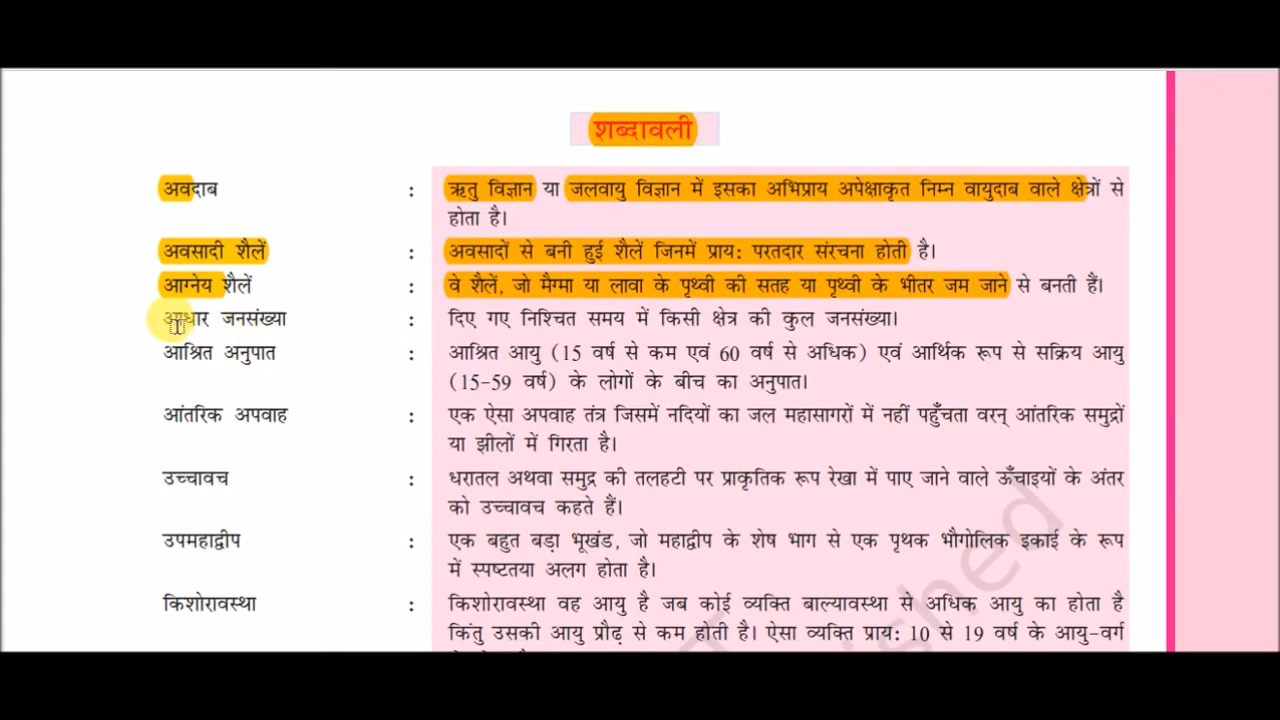 शब्दावली
अवदाब : ऋतु विज्ञान या जलवायु विज्ञान में इसका अभिप्राय अपेक्षाकृत निम्न वायुदाब वाले क्षेत्रों से
होता है।
अवसादी शैलें : अवसादों से बनी हुई शैलें जिनमें प्राय: परतदार संरचना होती है।
आग्नेय शैलें : वे शैलें, जो मैग्मा या लावा के पृथ्वी की सतह या पृथ्वी के भीतर जम जाने से बनती हैं।
आधार जनसंख्या : दिए गए निश्चित समय में किसी क्षेत्र की कुल जनसंख्या।
आश्रित अनुपात : आश्रित आयु (15 वर्ष से कम एवं 60 वर्ष से अधिक) एवं आर्थिक रूप से सक्रिय आयु
(15-59 वर्ष) के लोगों के बीच का अनुपात।
आंतरिक अपवाह : एक ऐसा अपवाह तंत्र जिसमें नदियों का जल महासागरों में नहीं पहुँचता वरन् आंतरिक समुद्रों
या झीलों में गिरता है।
उच्चावच : धरातल अथवा समुद्र की तलहटी पर प्राकृतिक रूप रेखा में पाए जाने वाले ऊँचाइयों के अंतर
को उच्चावच कहते हैं।
उपमहाद्वीप : एक बहुत बड़ा भूखंड, जो महाद्वीप के शेष भाग से एक पृथक भौगोलिक इकाई के रूप
में स्पष्टतया अलग होता है।
किशोरावस्था : किशोरावस्था वह आयु है जब कोई व्यक्ति बाल्यावस्था से अधिक आयु का होता है
किंतु उसकी आयु प्रौढ़ से कम होती है। ऐसा व्यक्ति प्राय: 10 से 19 वर्ष के आयु-वर्ग